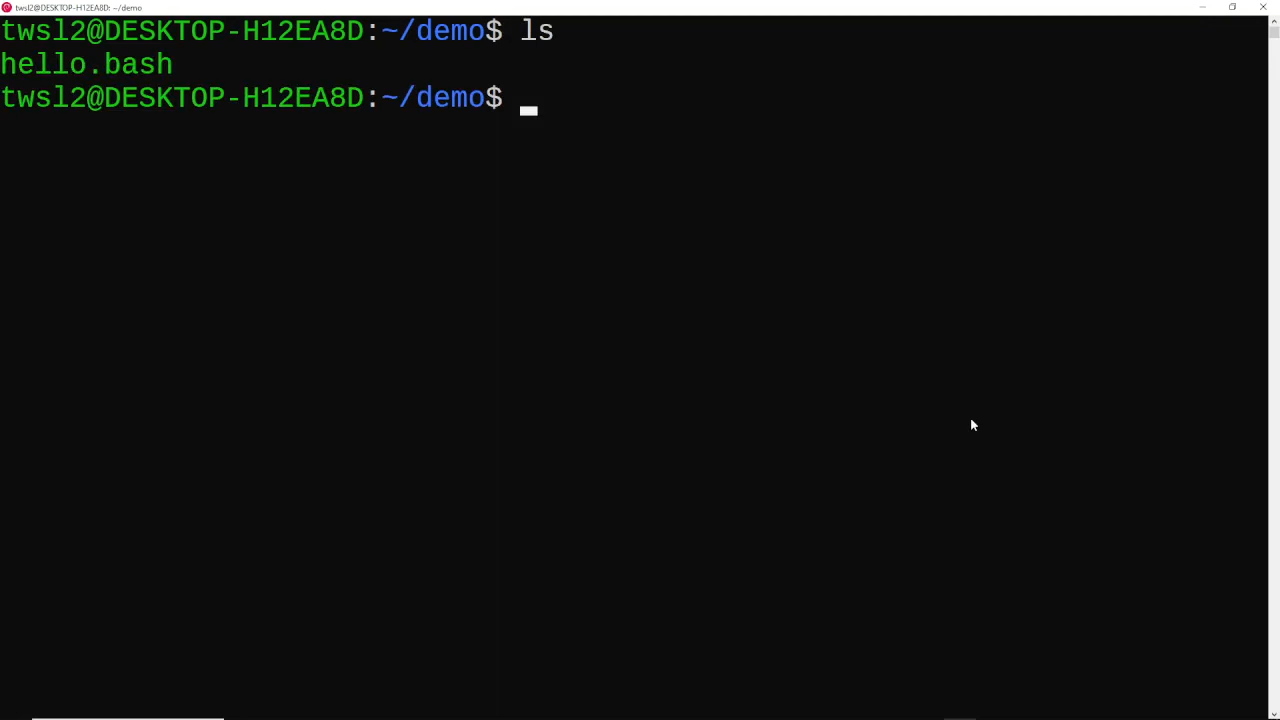 twsl2@DESKTOP-H12EA8D: ~/demo
twsl2@DESKTOP-H12EA8D:~/demo$ ls
hello.bash
twsl2@DESKTOP-H12EA8D:~/demo$